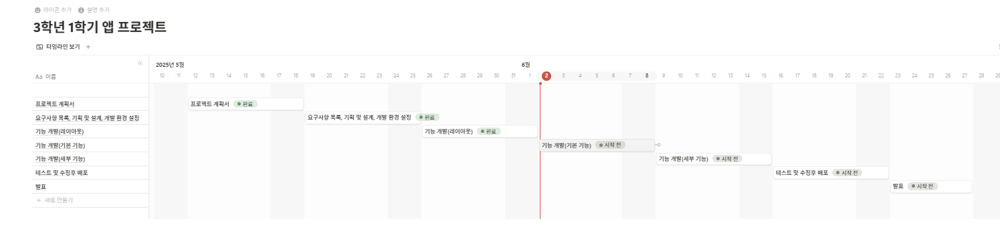 아이콘 추가 설명 추가
3학년 1학기 앱 프로젝트
타임라인 보기 +
2025년 5월 6월
Aa 이름 10 11 12 13 14 15 16 17 18 19 20 21 22 23 24 25 26 27 28 29 30 31 1 2 3 4 5 6 7 8 9 10 11 12 13 14 15 16 17 18 19 20 21 22 23 24 25 26 27 28 29
프로젝트 계획서 프로젝트 계획서 완료
요구사항 목록, 기획 및 설계, 개발 환경 설정 요구사항 목록, 기획 및 설계, 개발 환경 설정 완료
기능 개발(레이아웃) 기능 개발(레이아웃) 완료
기능 개발(기본 기능) 기능 개발(기본 기능) 시작 전
기능 개발(세부 기능) 기능 개발(세부 기능) 시작 전
테스트 및 수정후 배포 테스트 및 수정후 배포 시작 전
발표 발표 시작 전
+ 새로 만들기